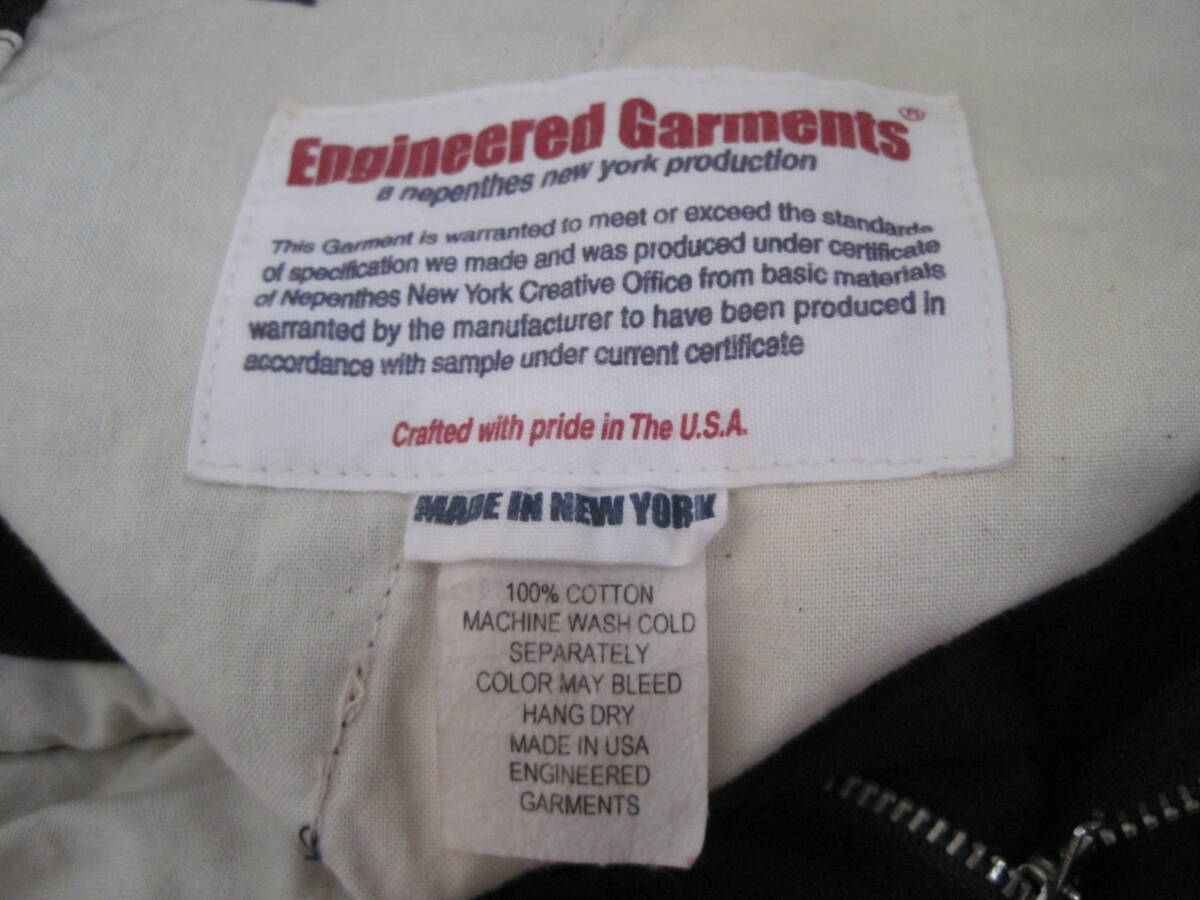 Engineered Garments®
a nepenthes new york production
This Garment is warranted to meet or exceed the standards
of specification we made and was produced under certificate
of Nepenthes New York Creative Office from basic materials
warranted by the manufacturer to have been produced in
accordance with sample under current certificate
Crafted with pride in The U.S.A.
MADE IN NEW YORK
100% COTTON
MACHINE WASH COLD
SEPARATELY
COLOR MAY BLEED
HANG DRY
MADE IN USA
ENGINEERED
GARMENTS